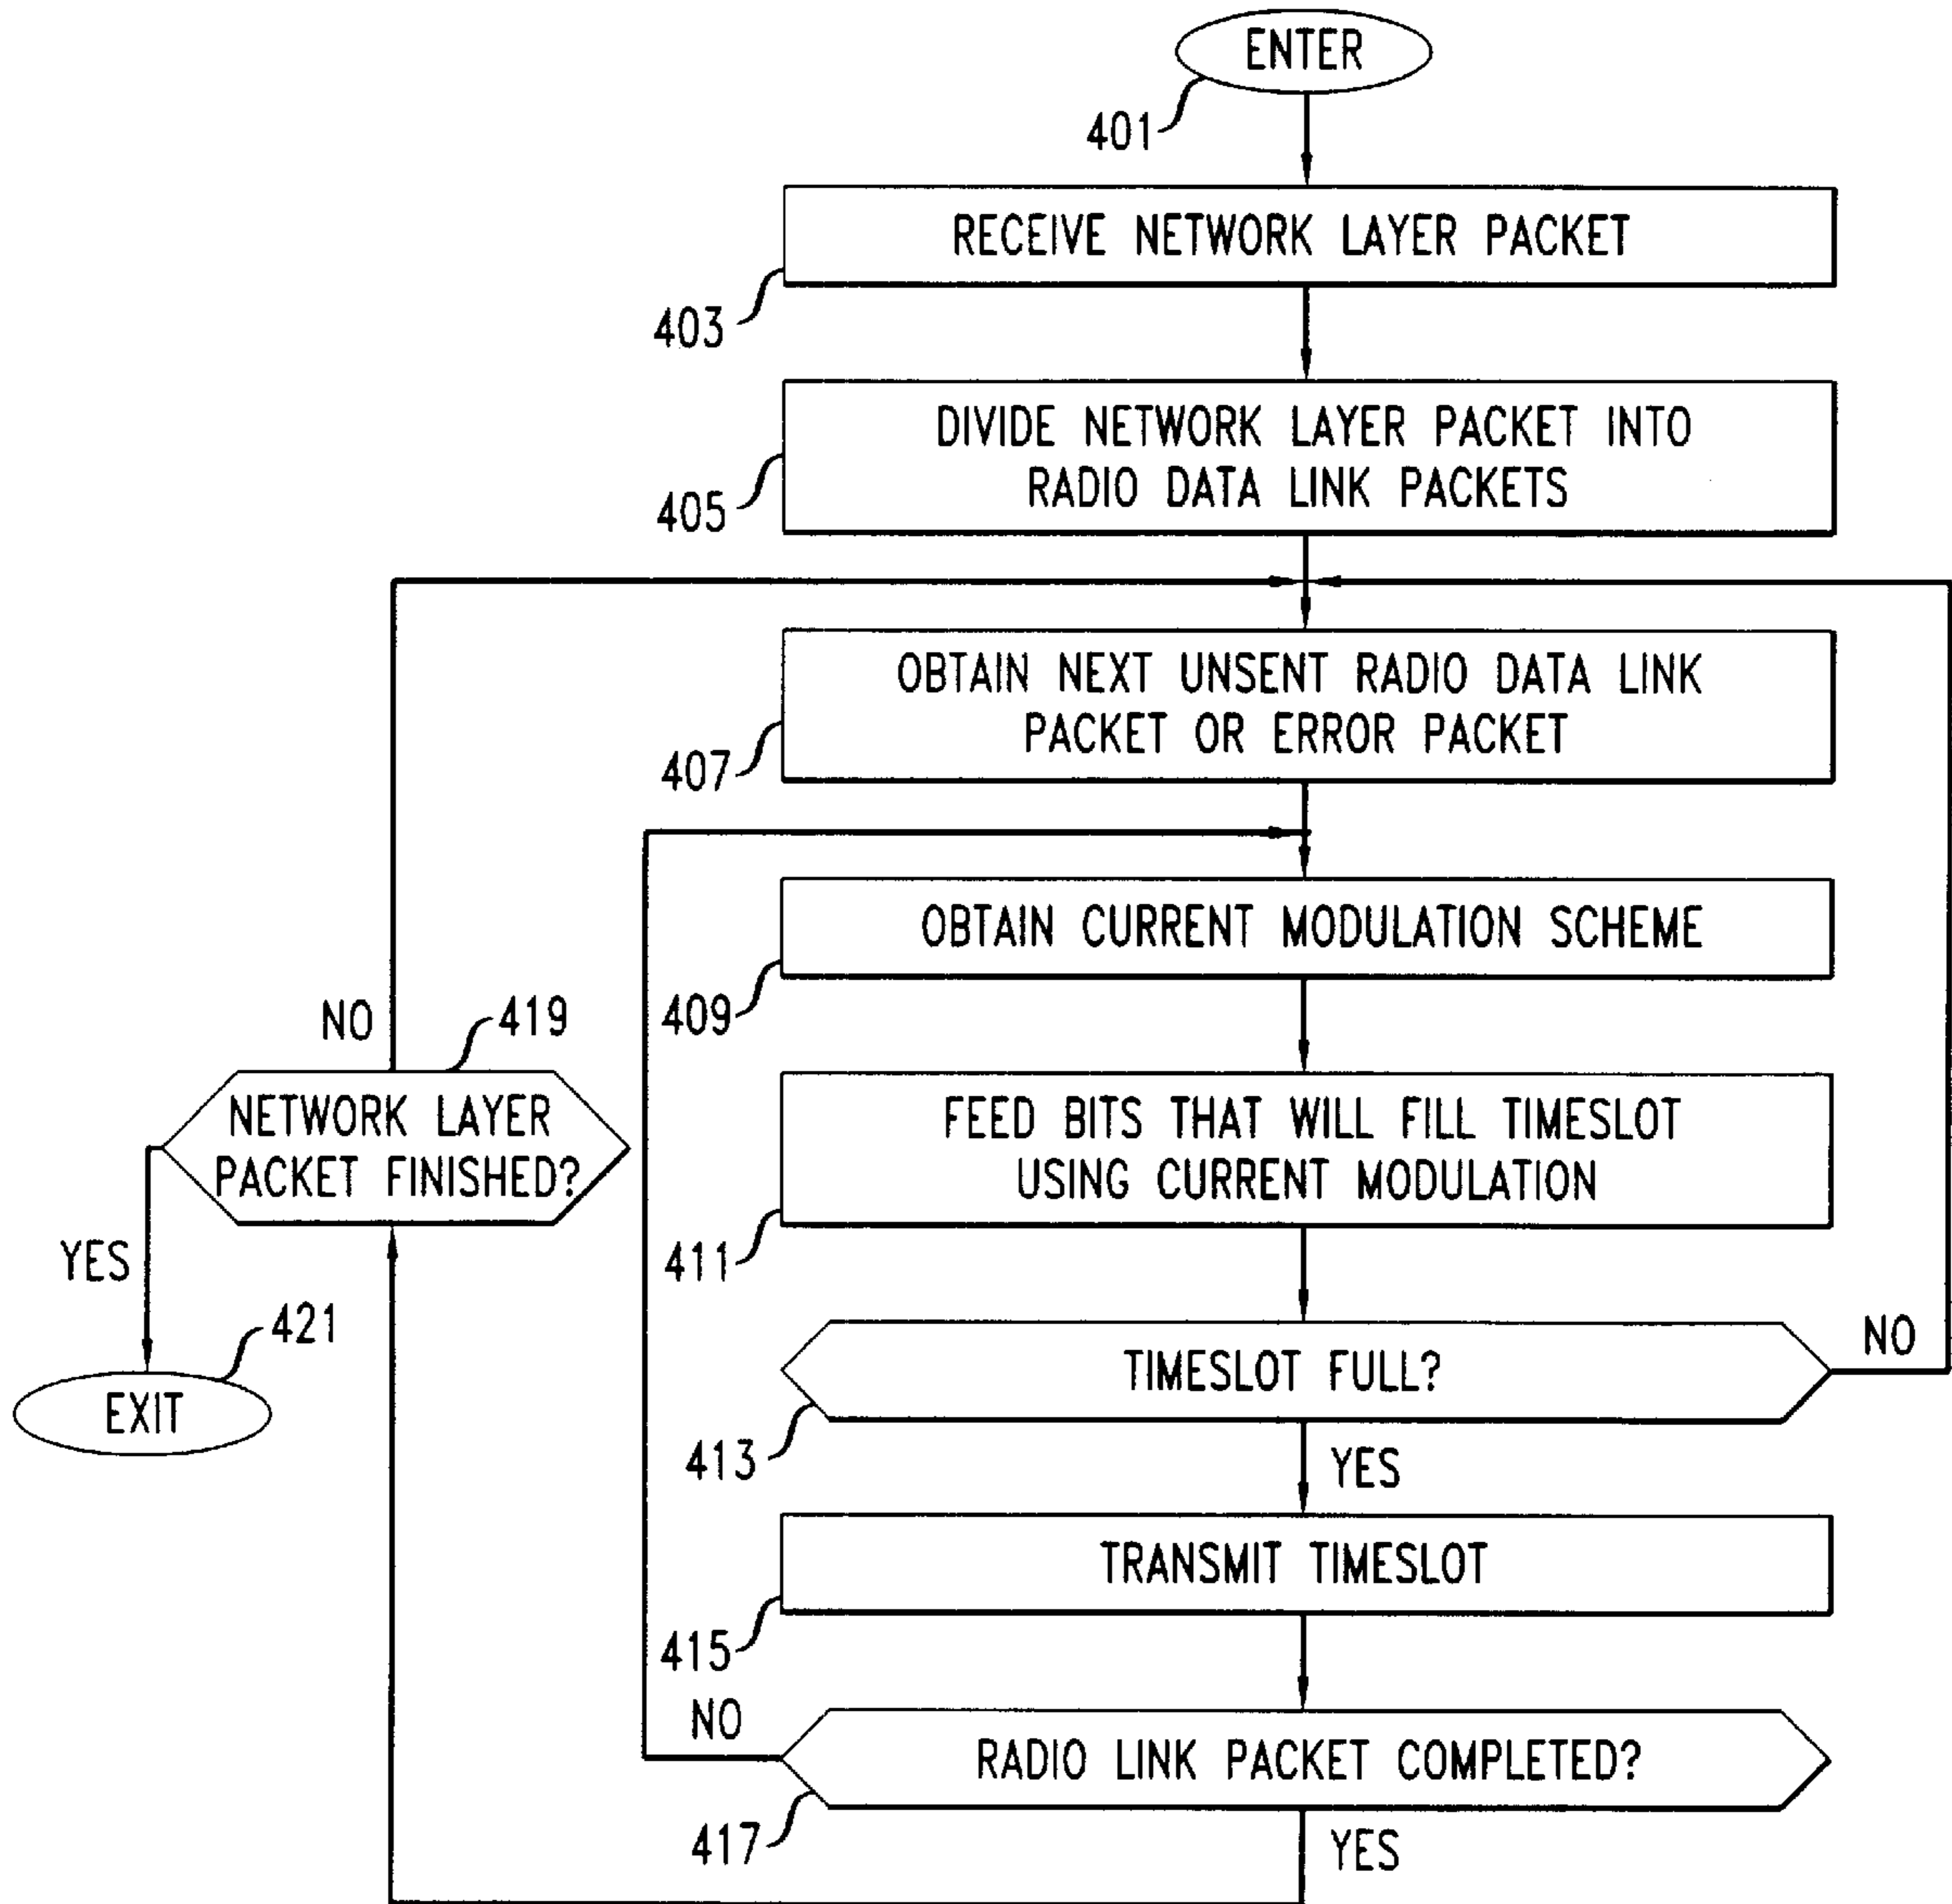 ENTER
401
RECEIVE NETWORK LAYER PACKET
403
DIVIDE NETWORK LAYER PACKET INTO
RADIO DATA LINK PACKETS
405
OBTAIN NEXT UNSENT RADIO DATA LINK
PACKET OR ERROR PACKET
407
OBTAIN CURRENT MODULATION SCHEME
409
NO
419
NETWORK LAYER
PACKET FINISHED?
FEED BITS THAT WILL FILL TIMESLOT
USING CURRENT MODULATION
411
YES
421
EXIT
TIMESLOT FULL?
NO
413
YES
TRANSMIT TIMESLOT
415
NO
RADIO LINK PACKET COMPLETED?
417
YES